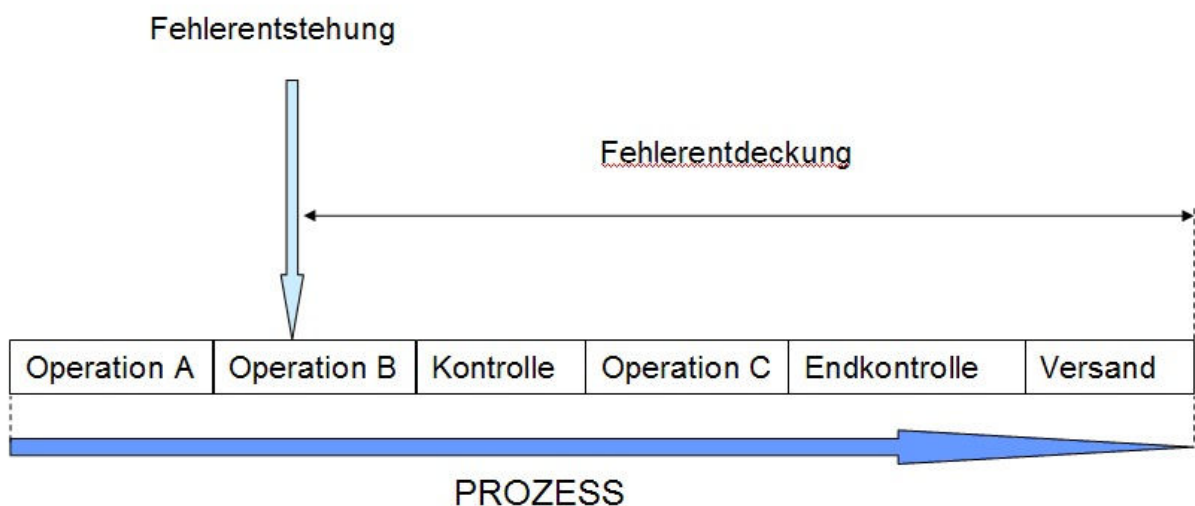 Fehlerentstehung
Fehlerentdeckung
Operation A Operation B Kontrolle Operation C Endkontrolle Versand
PROZESS